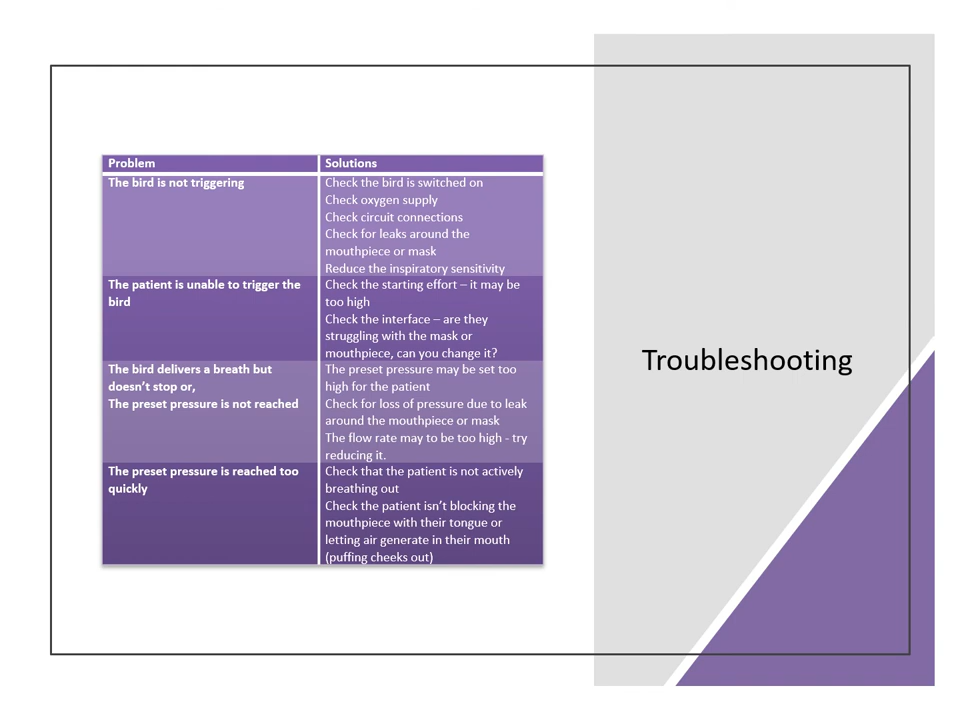 Problem
Solutions
The bird is not triggering
Check the bird is switched on
Check oxygen supply
Check circuit connections
Check for leaks around the
mouthpiece or mask
Reduce the inspiratory sensitivity
The patient is unable to trigger the
bird
Check the starting effort – it may be
too high
Check the interface – are they
struggling with the mask or
mouthpiece, can you change it?
The bird delivers a breath but
doesn’t stop or,
The preset pressure is not reached
The preset pressure may be set too
high for the patient
Check for loss of pressure due to leak
around the mouthpiece or mask
The flow rate may to be too high - try
reducing it.
The preset pressure is reached too
quickly
Check that the patient is not actively
breathing out
Check the patient isn’t blocking the
mouthpiece with their tongue or
letting air generate in their mouth
(puffing cheeks out)
Troubleshooting